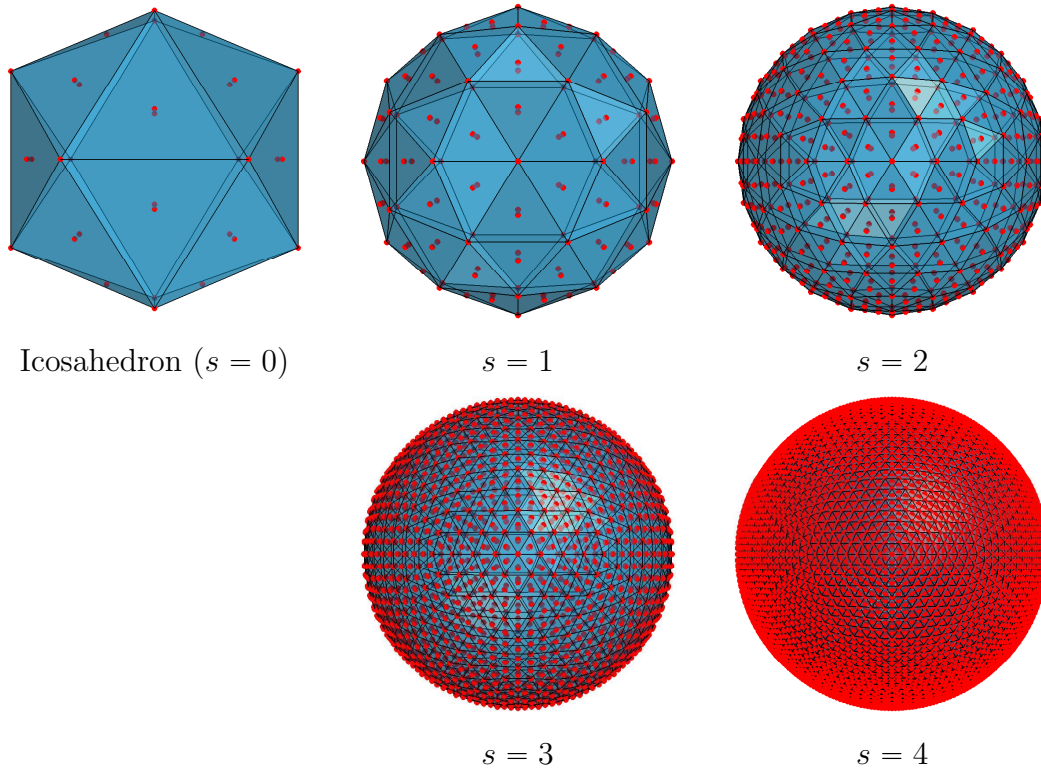 Icosahedron (s = 0)
s = 1
s = 2
s = 3
s = 4